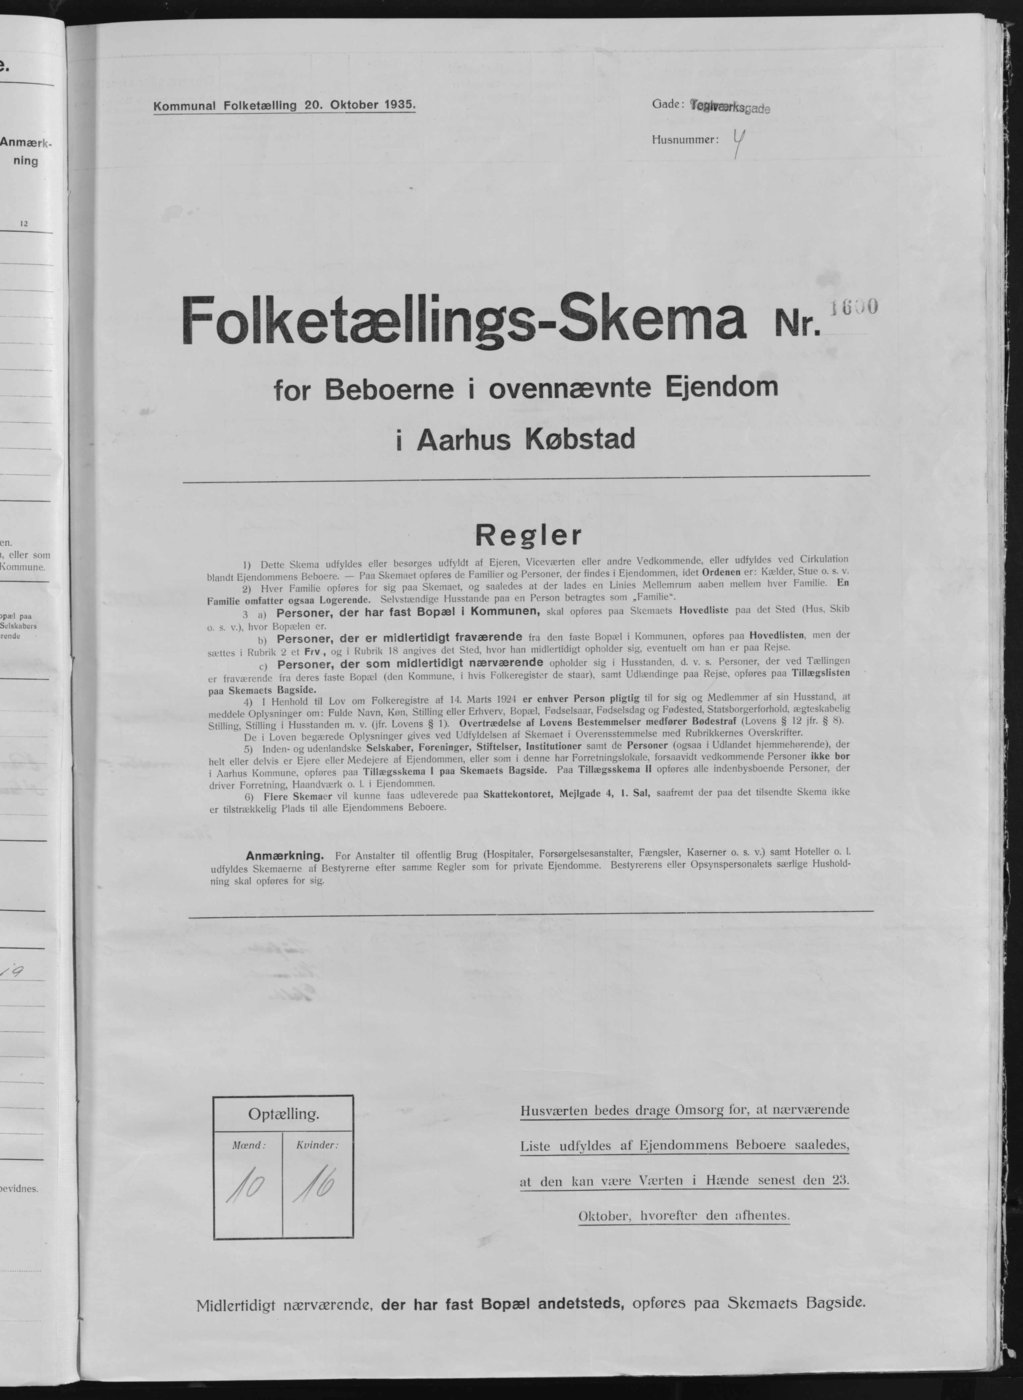 e.
Anmærk-
ning
12
en.
, eller som
Kommune.
opæl paa
Selskabers
rende
ia
bevidnes.
Kommunal Folketælling 20. Oktober 1935.
Gade: Teglværksgade
Husnummer: 4
Folketællings-Skema Nr. 1600
for Beboerne i ovennævnte Ejendom
i Aarhus Købstad
Regler
1) Dette Skema udfyldes eller besørges udfyldt af Ejeren, Viceværten eller andre Vedkommende, eller udfyldes ved Cirkulation
blandt Ejendommens Beboere. — Paa Skemaet opføres de Familier og Personer, der findes i Ejendommen, idet Ordenen er: Kælder, Stue o. s. v.
2) Hver Familie opføres for sig paa Skemaet, og saaledes at der lades en Linies Mellemrum aaben mellem hver Familie. En
Familie omfatter ogsaa Logerende. Selvstændige Husstande paa en Person betragtes som „Familie“.
3 a) Personer, der har fast Bopæl i Kommunen, skal opføres paa Skemaets Hovedliste paa det Sted (Hus, Skib
o. s. v.), hvor Bopælen er.
b) Personer, der er midlertidigt fraværende fra den faste Bopæl i Kommunen, opføres paa Hovedlisten, men der
sættes i Rubrik 2 et Frv., og i Rubrik 18 angives det Sted, hvor han midlertidigt opholder sig, eventuelt om han er paa Rejse.
c) Personer, der som midlertidigt nærværende opholder sig i Husstanden, d. v. s. Personer, der ved Tællingen
er fraværende fra deres faste Bopæl (den Kommune, i hvis Folkeregister de staar), samt Udlændinge paa Rejse, opføres paa Tillægslisten
paa Skemaets Bagside.
4) I Henhold til Lov om Folkeregistre af 14. Marts 1924 er enhver Person pligtig til for sig og Medlemmer af sin Husstand, at
meddele Oplysninger om: Fulde Navn, Køn, Stilling eller Erhverv, Bopæl, Fødselsaar, Fødselsdag og Fødested, Statsborgerforhold, ægteskabelig
Stilling, Stilling i Husstanden m. v. (jfr. Lovens § 1). Overtrædelse af Lovens Bestemmelser medfører Bødestraf (Lovens § 12 jfr. § 8).
De i Loven begærede Oplysninger gives ved Udfyldelsen af Skemaet i Overensstemmelse med Rubrikkernes Overskrifter.
5) Inden- og udenlandske Selskaber, Foreninger, Stiftelser, Institutioner samt de Personer (ogsaa i Udlandet hjemmehørende), der
helt eller delvis er Ejere eller Medejere af Ejendommen, eller som i denne har Forretningslokale, forsaavidt vedkommende Personer ikke bor
i Aarhus Kommune, opføres paa Tillægsskema I paa Skemaets Bagside. Paa Tillægsskema II opføres alle indenbysboende Personer, der
driver Forretning, Haandværk o. l. i Ejendommen.
6) Flere Skemaer vil kunne faas udleverede paa Skattekontoret, Mejlgade 4, 1. Sal, saafremt der paa det tilsendte Skema ikke
er tilstrækkelig Plads til alle Ejendommens Beboere.
Anmærkning. For Anstalter til offentlig Brug (Hospitaler, Forsørgelsesanstalter, Fængsler, Kaserner o. s. v.) samt Hoteller o. l.
udfyldes Skemaerne af Bestyrerne efter samme Regler som for private Ejendomme. Bestyrerens eller Opsynspersonalets særlige Hushold-
ning skal opføres for sig.
Optælling.
Mænd: Kvinder:
10 16
Husværten bedes drage Omsorg for, at nærværende
Liste udfyldes af Ejendommens Beboere saaledes,
at den kan være Værten i Hænde senest den 23.
Oktober, hvorefter den afhentes.
Midlertidigt nærværende, der har fast Bopæl andetsteds, opføres paa Skemaets Bagside.